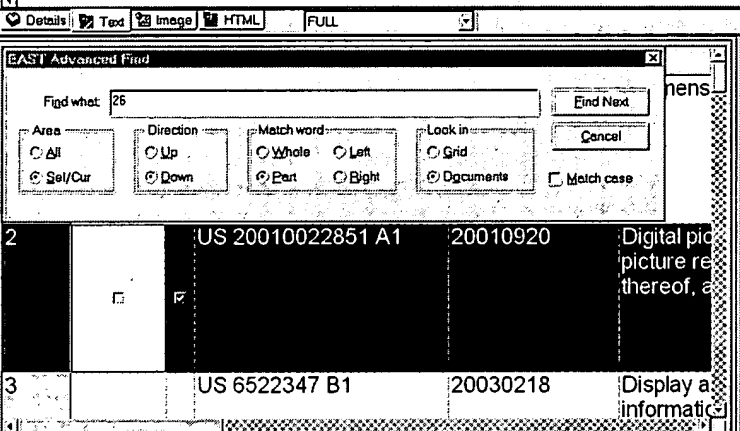 Details Text Image HTML FULL
EAST Advanced Find
mens
Find what: 26 Find Next
Area Direction Match word Look in Cancel
All Up Whole Left Grid
Sel/Cur Down Part Right Documents Match case
2 US 20010022851 A1 20010920 Digital pic
picture re
thereof, a
3 US 6522347 B1 20030218 Display a
informatic